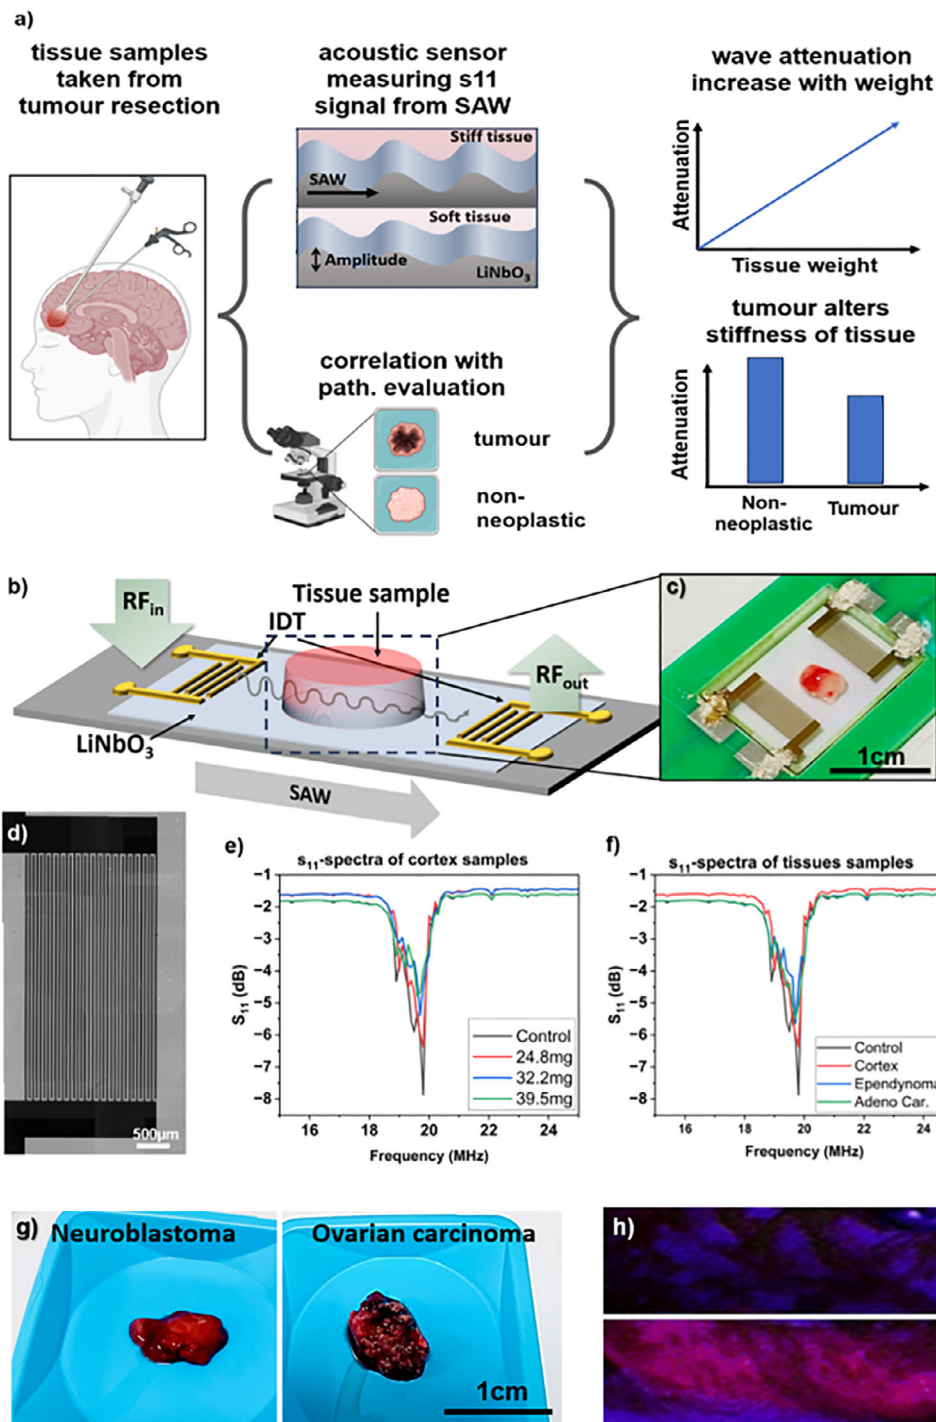 a)
tissue samples
taken from
tumour resection
acoustic sensor
measuring s11
signal from SAW
Stiff tissue
SAW
Soft tissue
Amplitude
LiNbO3
wave attenuation
increase with weight
Attenuation
Tissue weight
correlation with
path. evaluation
tumour
non-
neoplastic
tumour alters
stiffness of tissue
Attenuation
Non-
neoplastic
Tumour
b)
RFin
Tissue sample
IDT
RFout
LiNbO3
SAW
c)
1cm
d)
500µm
e)
s11-spectra of cortex samples
S11 (dB)
−1
−2
−3
−4
−5
−6
−7
−8
Control
24.8mg
32.2mg
39.5mg
16 18 20 22 24
Frequency (MHz)
f)
s11-spectra of tissues samples
S11 (dB)
−1
−2
−3
−4
−5
−6
−7
−8
Control
Cortex
Ependynoma
Adeno Car.
16 18 20 22 24
Frequency (MHz)
g)
Neuroblastoma
Ovarian carcinoma
1cm
h)